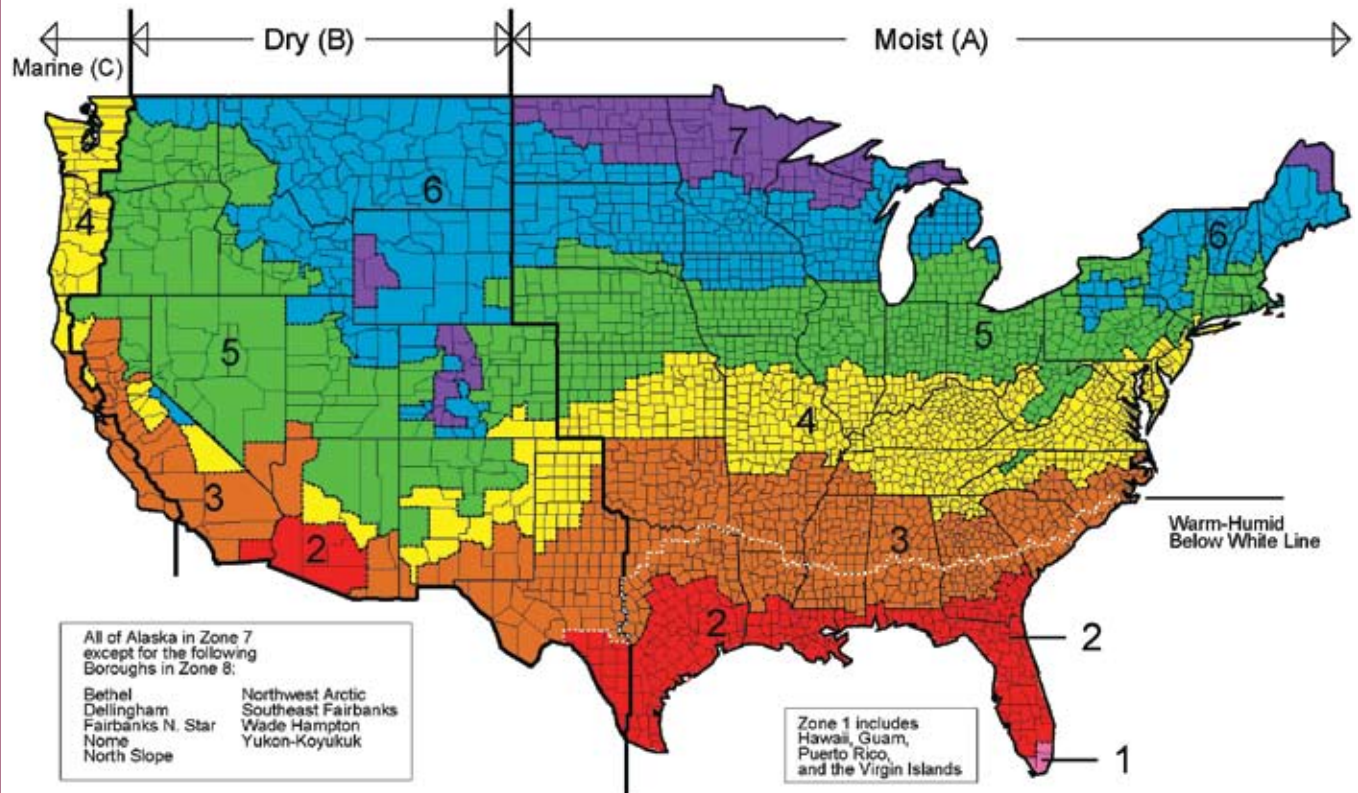 Dry (B)
Moist (A)
Marine (C)
7
6
6
4
5
5
4
3
3
Warm-Humid
Below White Line
2
2
2
1
All of Alaska in Zone 7
except for the following
Boroughs in Zone 8:
Bethel
Dellingham
Fairbanks N. Star
Nome
North Slope
Northwest Arctic
Southeast Fairbanks
Wade Hampton
Yukon-Koyukuk
Zone 1 includes
Hawaii, Guam,
Puerto Rico,
and the Virgin Islands